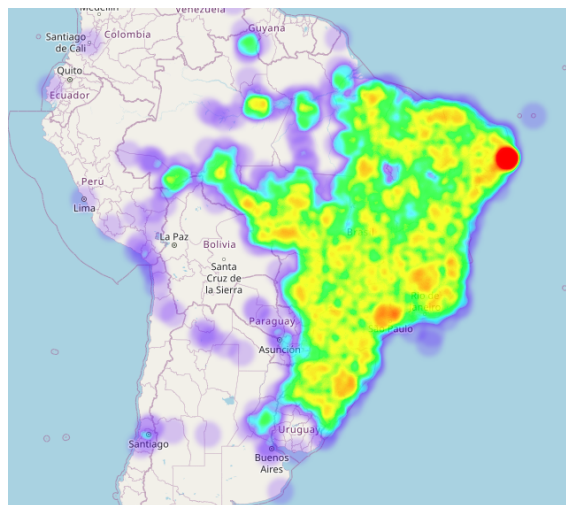 Medellín
Venezuela
Guyana
Santiago
de Cali
Colombia
Quito
Ecuador
Perú
Lima
La Paz
Bolivia
Santa
Cruz de
la Sierra
Paraguay
Asunción
Paulo
Uruguay
Santiago
Buenos
Aires